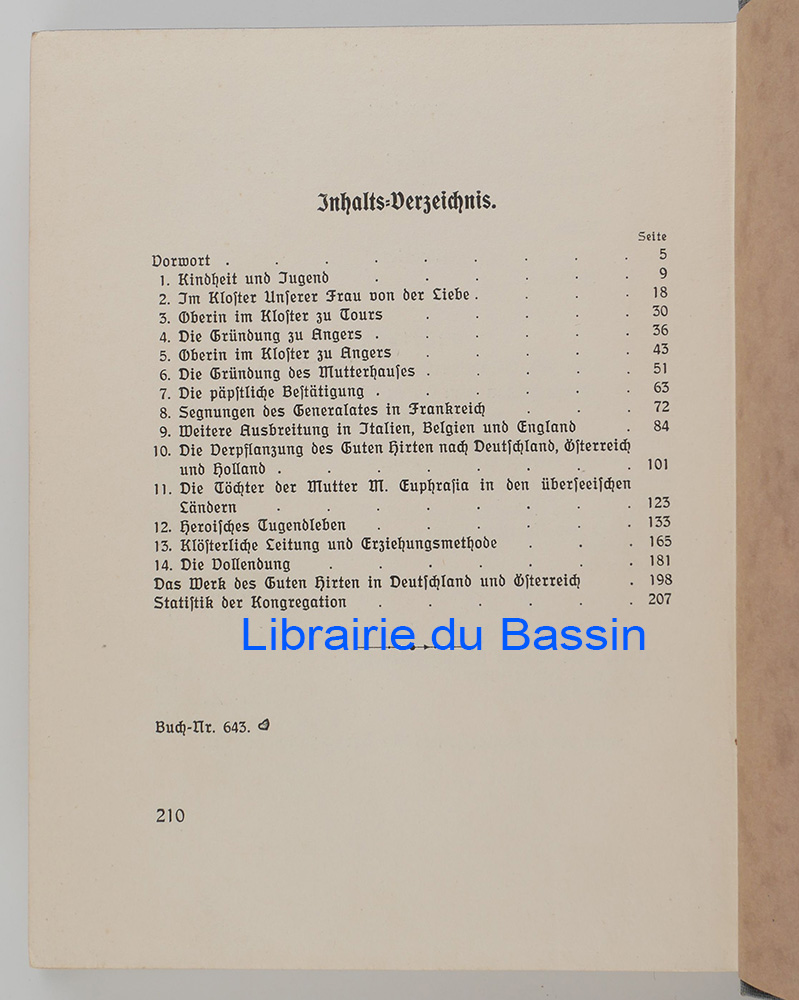 Inhalts-Verzeichnis.
Seite
Vorwort . . . . . . . . . 5
1. Kindheit und Jugend . . . . . . 9
2. Im Kloſter Unſerer Frau von der Liebe . . . . 18
3. Oberin im Kloſter zu Tours . . . . . 30
4. Die Gründung zu Angers . . . . . . 36
5. Oberin im Kloſter zu Angers . . . . . 43
6. Die Gründung des Mutterhauſes . . . . . 51
7. Die päpſtliche Beſtätigung . . . . . . 63
8. Segnungen des Generalates in Frankreich . . . 72
9. Weitere Ausbreitung in Italien, Belgien und England . 84
10. Die Verpflanzung des Guten Hirten nach Deutſchland, Öſterreich
und Holland . . . . . . . . 101
11. Die Töchter der Mutter M. Euphraſia in den überſeeiſchen
Ländern . . . . . . . . 123
12. Heroiſches Tugendleben . . . . . . 133
13. Klöſterliche Leitung und Erziehungsmethode . . . 165
14. Die Vollendung . . . . . . . 181
Das Werk des Guten Hirten in Deutſchland und Öſterreich . 198
Statiſtik der Kongregation . . . . . . 207
Librairie du Bassin
Buch-Nr. 643.
210